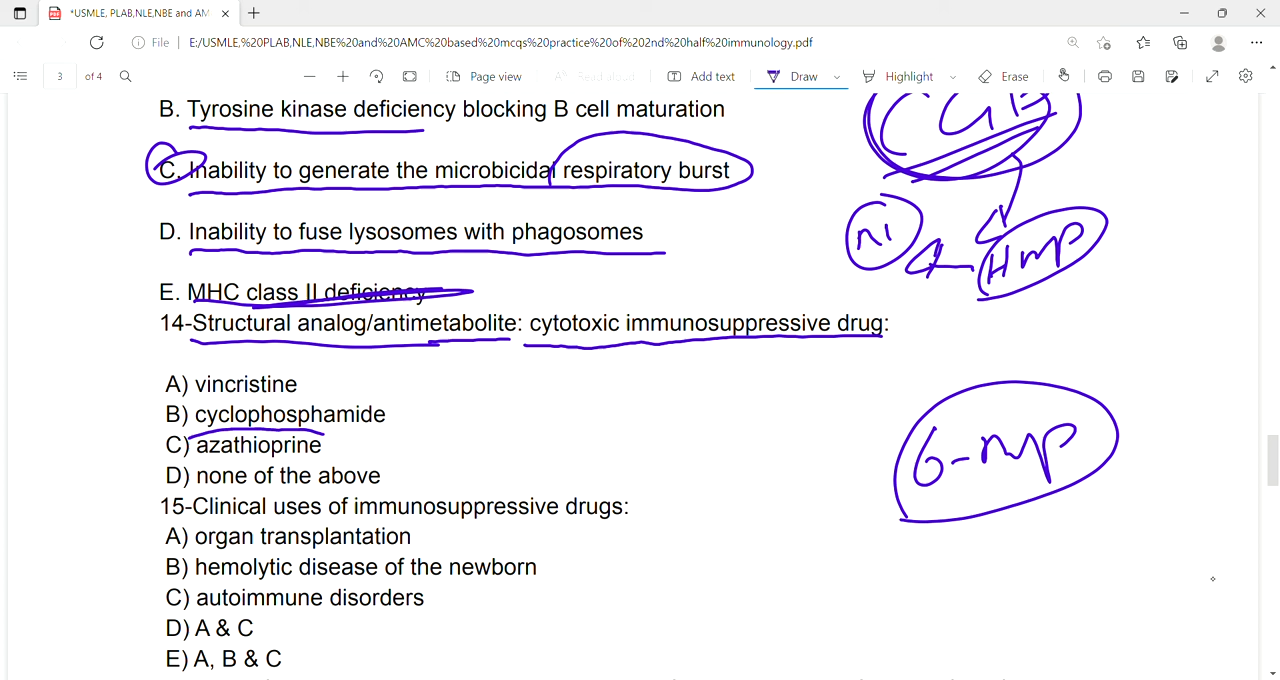 *USMLE, PLAB,NLE,NBE and AM
File | E:/USMLE,%20PLAB,NLE,NBE%20and%20AMC%20based%20mcqs%20practice%20of%202nd%20half%20immunology.pdf
3 of 4 Page view Read aloud Add text Draw Highlight Erase
B. Tyrosine kinase deficiency blocking B cell maturation
C. Inability to generate the microbicidal respiratory burst
D. Inability to fuse lysosomes with phagosomes
HMP
E. MHC class II deficiency
14-Structural analog/antimetabolite: cytotoxic immunosuppressive drug:
A) vincristine
B) cyclophosphamide
C) azathioprine
6-mp
D) none of the above
15-Clinical uses of immunosuppressive drugs:
A) organ transplantation
B) hemolytic disease of the newborn
C) autoimmune disorders
D) A & C
E) A, B & C